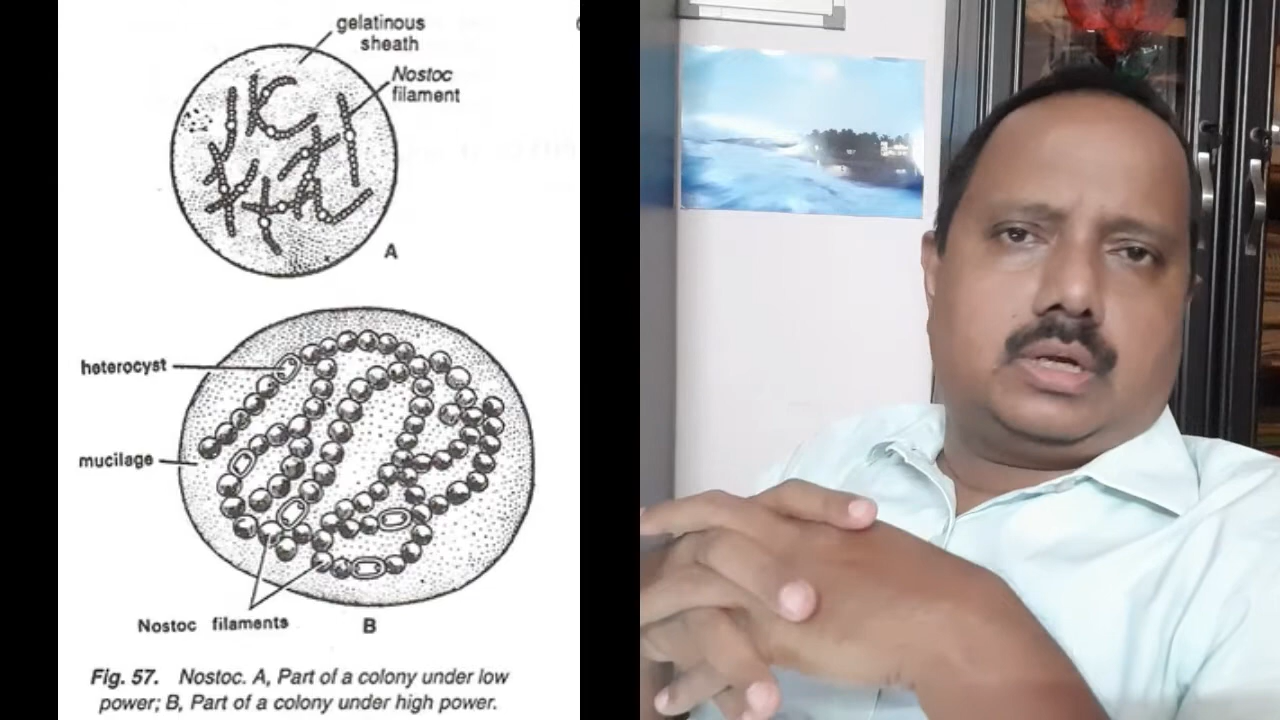 gelatinous
sheath
Nostoc
filament
A
heterocyst
mucilage
Nostoc filaments
B
Fig. 57. Nostoc. A, Part of a colony under low
power; B, Part of a colony under high power.